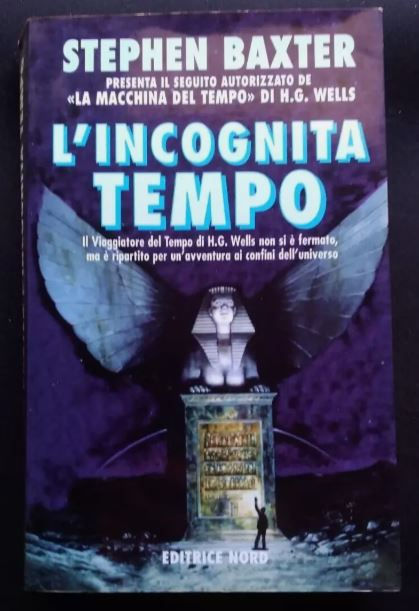 STEPHEN BAXTER
PRESENTA IL SEGUITO AUTORIZZATO DE
«LA MACCHINA DEL TEMPO» DI H.G. WELLS
L'INCOGNITA
TEMPO
Il Viaggiatore del Tempo di H.G. Wells non si è fermato,
ma è ripartito per un'avventura ai confini dell'universo
EDITRICE NORD